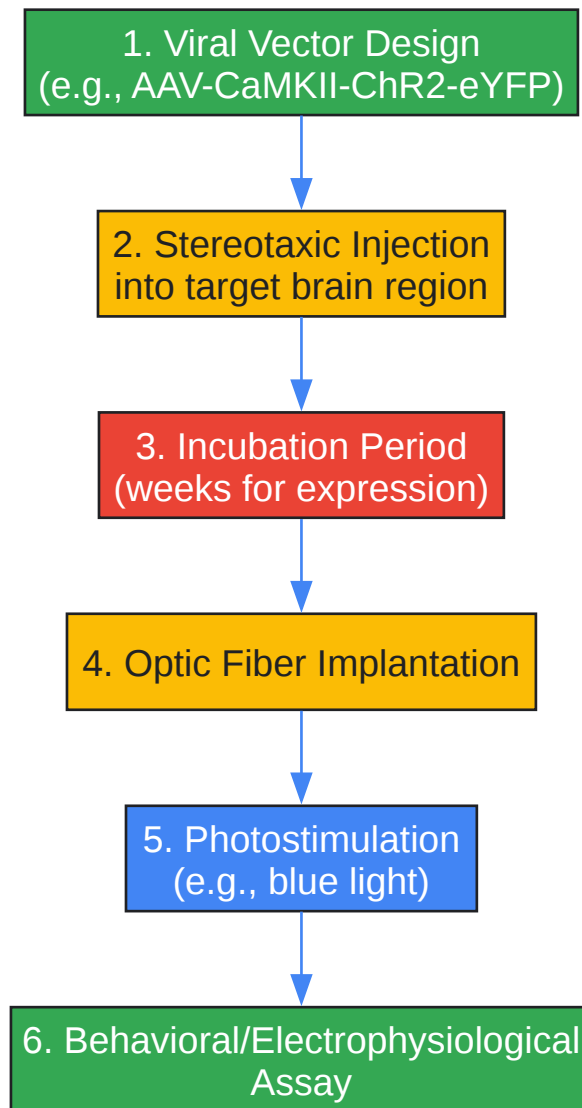 1. Viral Vector Design
(e.g., AAV-CaMKII-ChR2-eYFP)
2. Stereotaxic Injection
into target brain region
3. Incubation Period
(weeks for expression)
4. Optic Fiber Implantation
5. Photostimulation
(e.g., blue light)
6. Behavioral/Electrophysiological
Assay